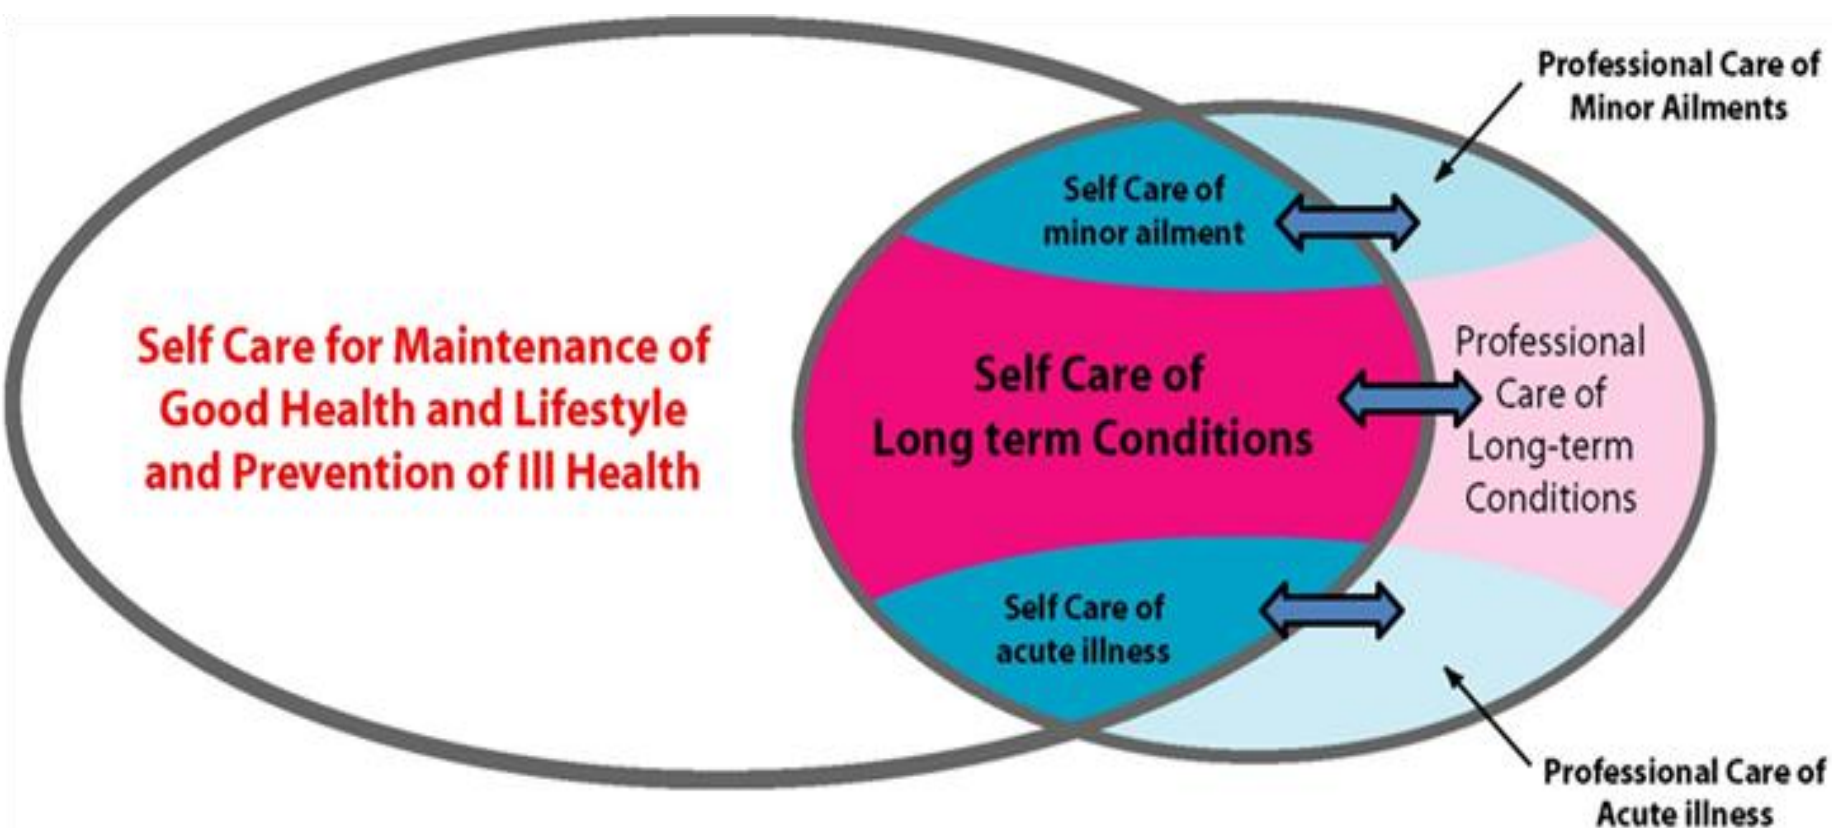 Professional Care of
Minor Ailments
Self Care of
minor ailment
Self Care for Maintenance of
Good Health and Lifestyle
and Prevention of Ill Health
Self Care of
Long term Conditions
Professional
Care of
Long-term
Conditions
Self Care of
acute illness
Professional Care of
Acute illness